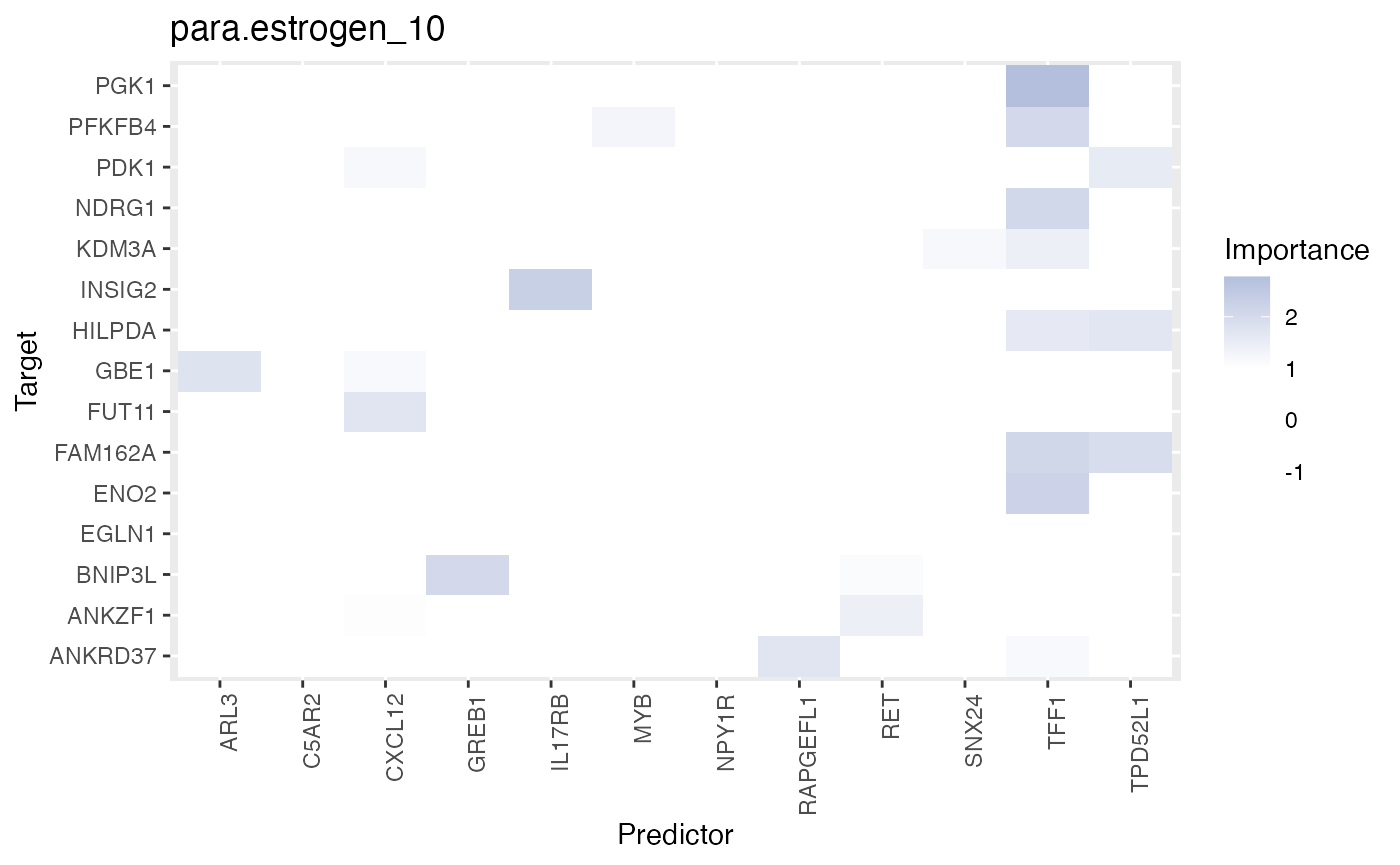 para.estrogen_10
Target
PGK1
PFKFB4
PDK1
NDRG1
KDM3A
INSIG2
HILPDA
GBE1
FUT11
FAM162A
ENO2
EGLN1
BNIP3L
ANKZF1
ANKRD37
ARL3
C5AR2
CXCL12
GREB1
IL17RB
MYB
NPY1R
RAPGEFL1
RET
SNX24
TFF1
TPD52L1
Predictor
Importance
2
1
0
-1